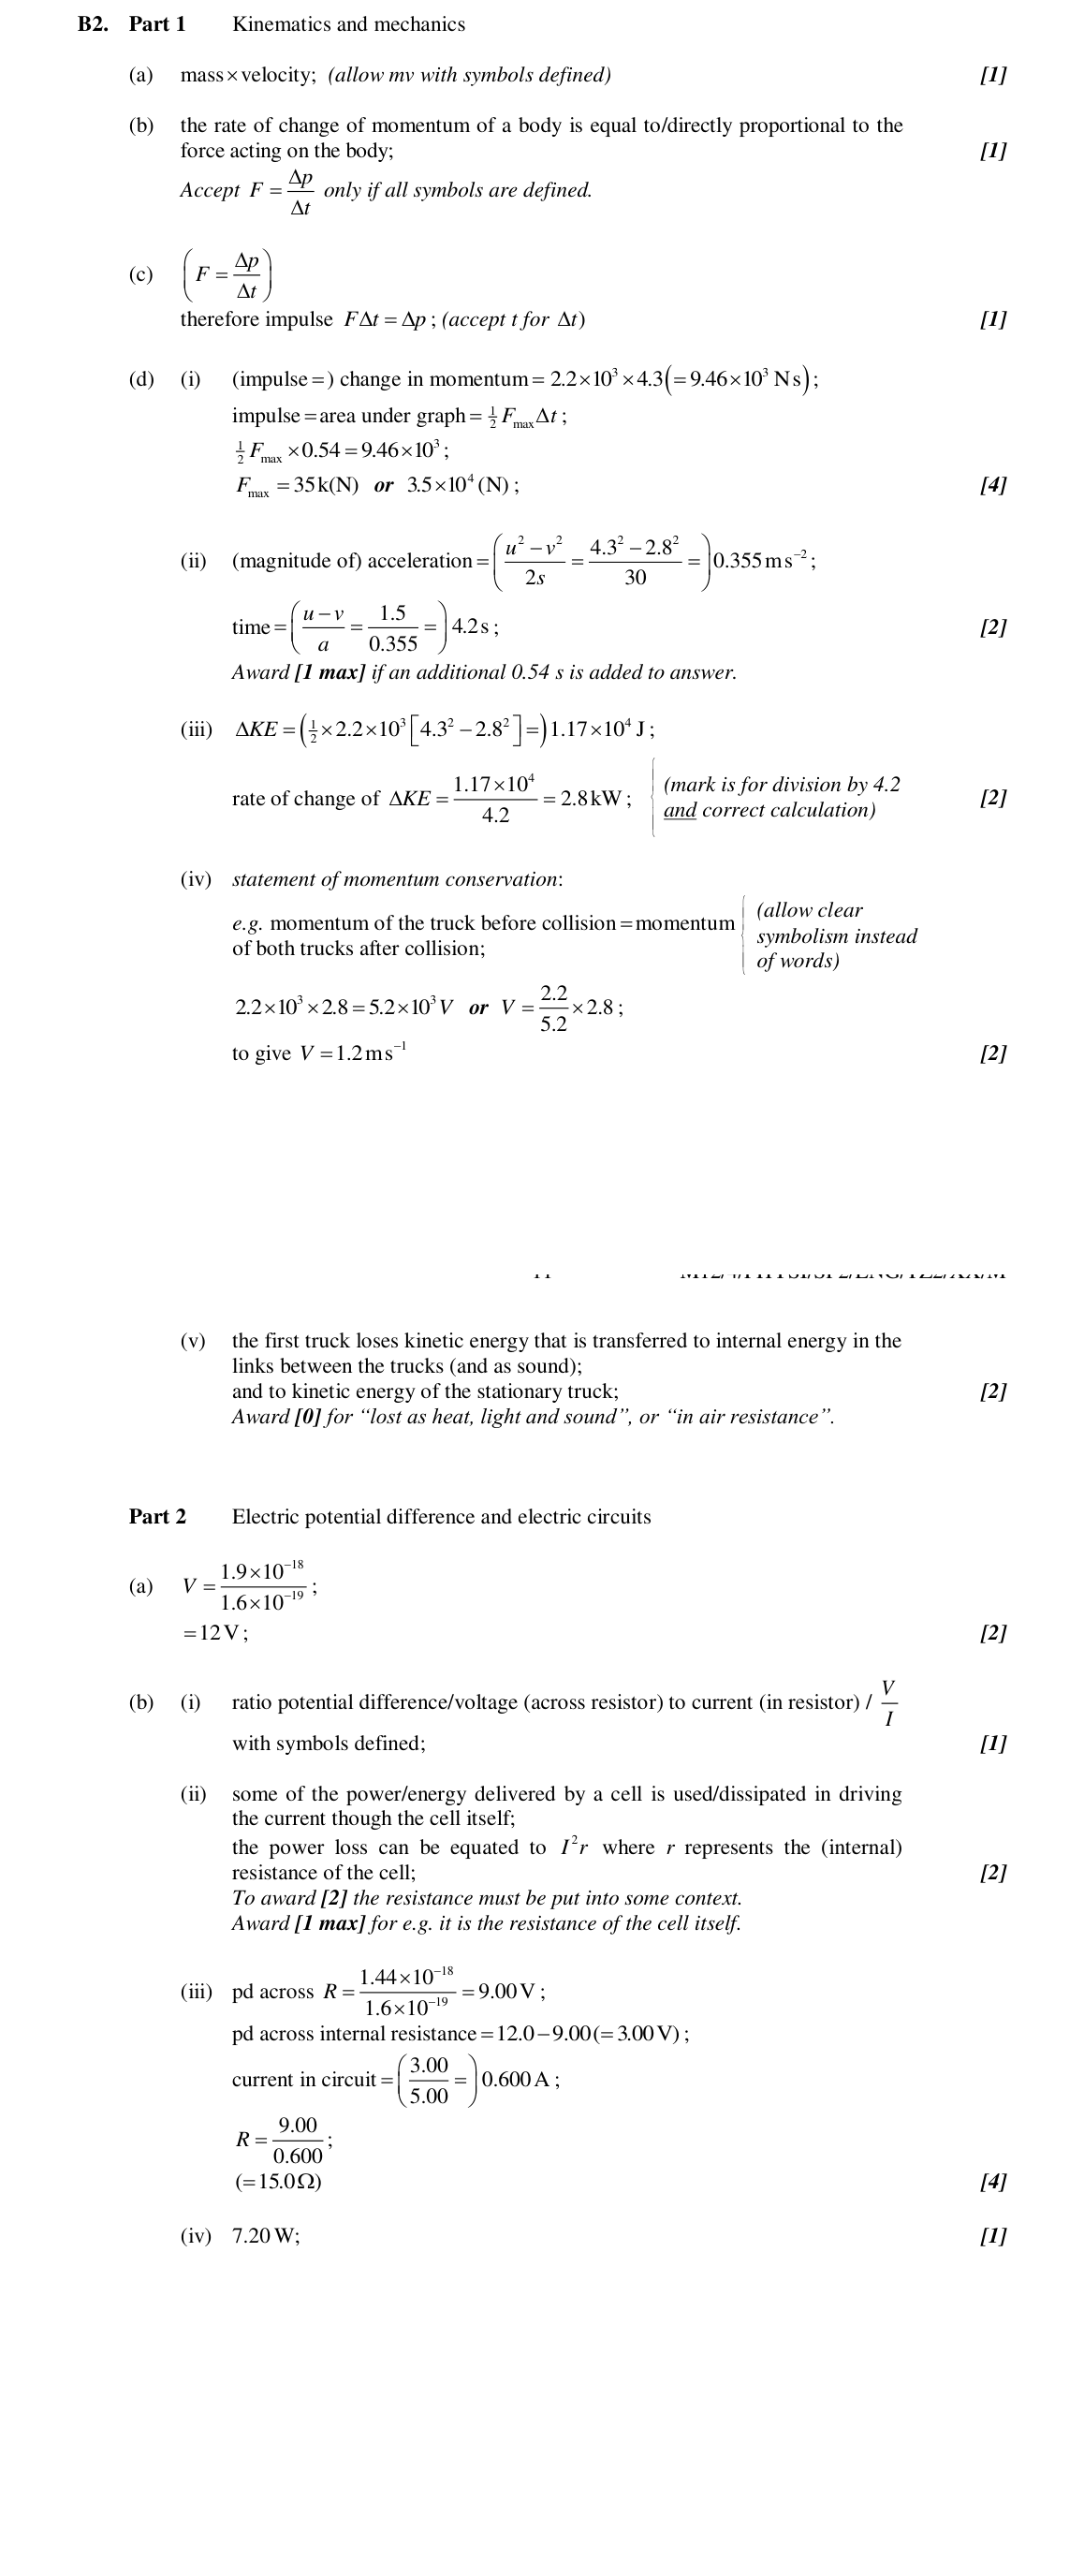 B2. Part 1 Kinematics and mechanics
(a) mass × velocity; (allow mv with symbols defined) [1]
(b) the rate of change of momentum of a body is equal to/directly proportional to the
force acting on the body; [1]
Accept F = Δp/Δt only if all symbols are defined.
(c) (F = Δp/Δt)
therefore impulse FΔt = Δp ; (accept t for Δt) [1]
(d) (i) (impulse =) change in momentum = 2.2×10³ × 4.3(= 9.46×10³ Ns);
impulse = area under graph = ½ F_max Δt ;
½ F_max × 0.54 = 9.46×10³ ;
F_max = 35k(N) or 3.5×10⁴ (N) ; [4]
(ii) (magnitude of) acceleration = (u² − v²/2s = 4.3² − 2.8²/30 =) 0.355 m s⁻² ;
time = (u − v/a = 1.5/0.355 =) 4.2 s ; [2]
Award [1 max] if an additional 0.54 s is added to answer.
(iii) ΔKE = (½ × 2.2×10³ [4.3² − 2.8²] =) 1.17×10⁴ J ;
rate of change of ΔKE = 1.17×10⁴/4.2 = 2.8 kW ; (mark is for division by 4.2
and correct calculation) [2]
(iv) statement of momentum conservation:
e.g. momentum of the truck before collision = momentum
of both trucks after collision; (allow clear
symbolism instead
of words)
2.2×10³ × 2.8 = 5.2×10³ V or V = 2.2/5.2 × 2.8 ;
to give V = 1.2 m s⁻¹ [2]
(v) the first truck loses kinetic energy that is transferred to internal energy in the
links between the trucks (and as sound);
and to kinetic energy of the stationary truck; [2]
Award [0] for “lost as heat, light and sound”, or “in air resistance”.
Part 2 Electric potential difference and electric circuits
(a) V = 1.9×10⁻¹⁸/1.6×10⁻¹⁹ ;
= 12 V ; [2]
(b) (i) ratio potential difference/voltage (across resistor) to current (in resistor) / V/I
with symbols defined; [1]
(ii) some of the power/energy delivered by a cell is used/dissipated in driving
the current though the cell itself;
the power loss can be equated to I²r where r represents the (internal)
resistance of the cell; [2]
To award [2] the resistance must be put into some context.
Award [1 max] for e.g. it is the resistance of the cell itself.
(iii) pd across R = 1.44×10⁻¹⁸/1.6×10⁻¹⁹ = 9.00 V ;
pd across internal resistance = 12.0 − 9.00(= 3.00 V) ;
current in circuit = (3.00/5.00 =) 0.600 A ;
R = 9.00/0.600 ;
(= 15.0 Ω) [4]
(iv) 7.20 W; [1]